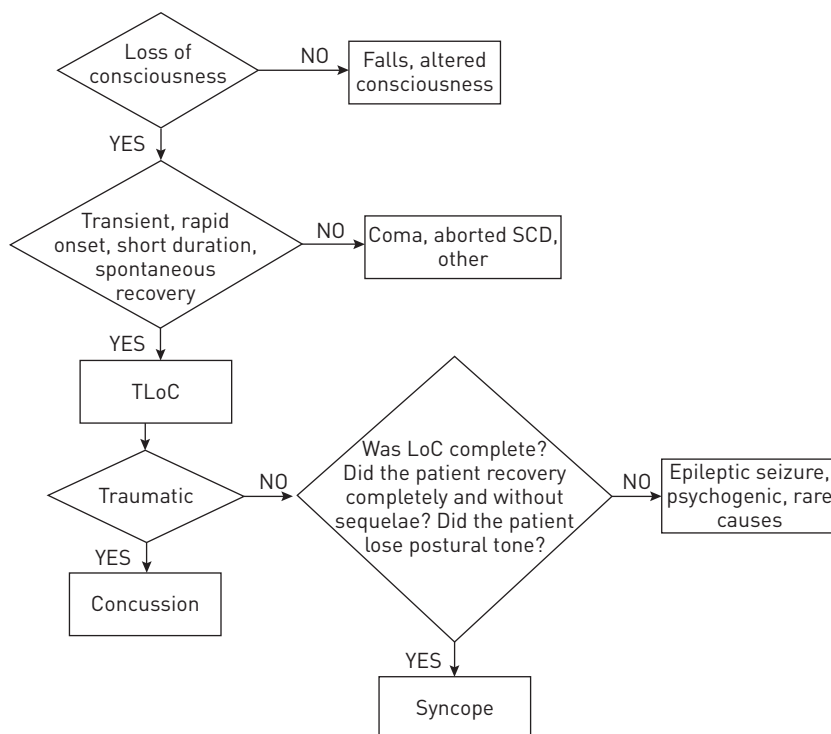 Loss of
consciousness
NO
Falls, altered
consciousness
YES
Transient, rapid
onset, short duration,
spontaneous
recovery
NO
Coma, aborted SCD,
other
YES
TLoC
Traumatic
NO
Was LoC complete?
Did the patient recovery
completely and without
sequelae? Did the patient
lose postural tone?
NO
Epileptic seizure,
psychogenic, rare
causes
YES
Concussion
YES
Syncope